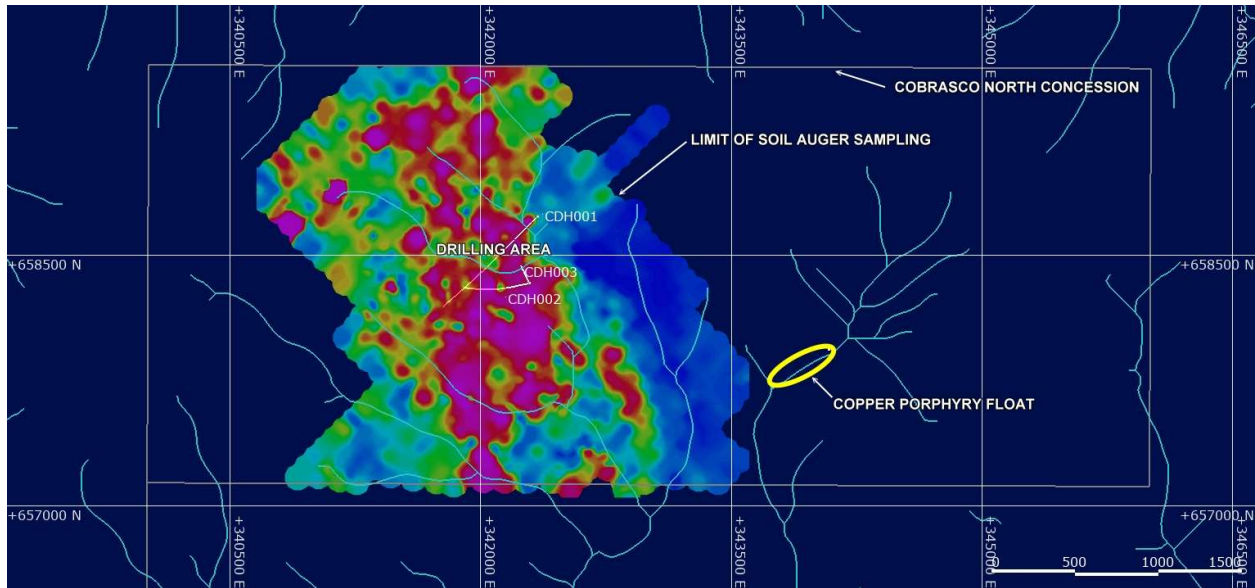 +340500 E
+342000 E
+343500 E
+345000 E
+346500 E
COBRASCO NORTH CONCESSION
LIMIT OF SOIL AUGER SAMPLING
CDH001
DRILLING AREA
+658500 N
+658500 N
CDH003
CDH002
COPPER PORPHYRY FLOAT
+657000 N
+657000 N
+340500 E
+342000 E
+343500 E
+345000 E
+346500 E
0
500
1000
1500